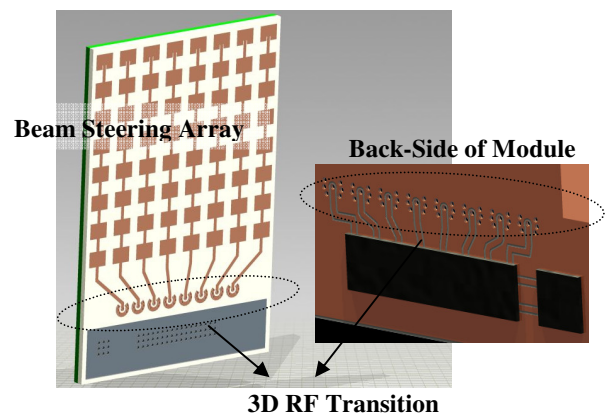 Beam Steering Array
Back-Side of Module
3D RF Transition